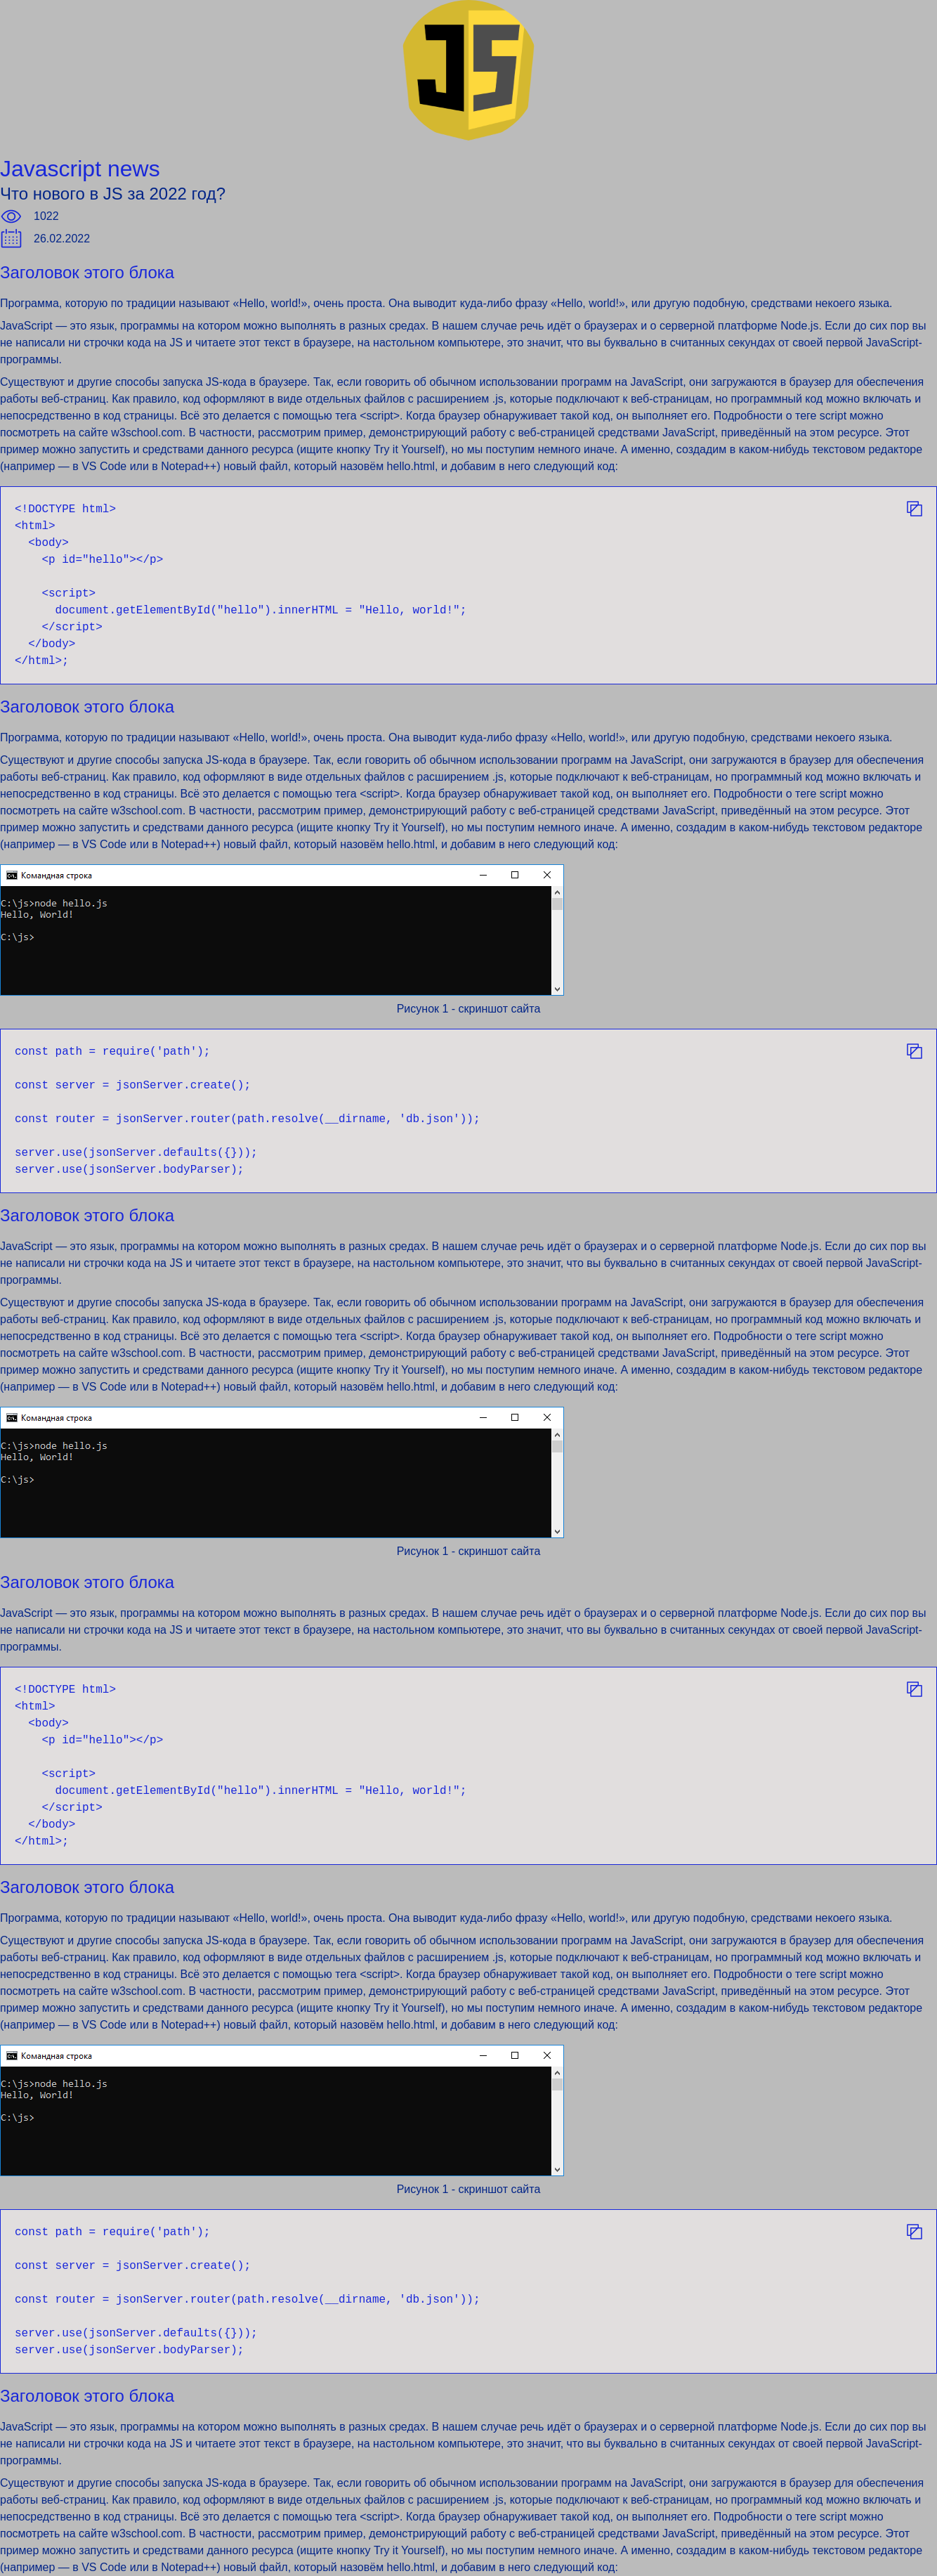 JS
Javascript news
Что нового в JS за 2022 год?
1022
26.02.2022
Заголовок этого блока
Программа, которую по традиции называют «Hello, world!», очень проста. Она выводит куда-либо фразу «Hello, world!», или другую подобную, средствами некоего языка.
JavaScript — это язык, программы на котором можно выполнять в разных средах. В нашем случае речь идёт о браузерах и о серверной платформе Node.js. Если до сих пор вы
не написали ни строчки кода на JS и читаете этот текст в браузере, на настольном компьютере, это значит, что вы буквально в считанных секундах от своей первой JavaScript-
программы.
Существуют и другие способы запуска JS-кода в браузере. Так, если говорить об обычном использовании программ на JavaScript, они загружаются в браузер для обеспечения
работы веб-страниц. Как правило, код оформляют в виде отдельных файлов с расширением .js, которые подключают к веб-страницам, но программный код можно включать и
непосредственно в код страницы. Всё это делается с помощью тега <script>. Когда браузер обнаруживает такой код, он выполняет его. Подробности о теге script можно
посмотреть на сайте w3school.com. В частности, рассмотрим пример, демонстрирующий работу с веб-страницей средствами JavaScript, приведённый на этом ресурсе. Этот
пример можно запустить и средствами данного ресурса (ищите кнопку Try it Yourself), но мы поступим немного иначе. А именно, создадим в каком-нибудь текстовом редакторе
(например — в VS Code или в Notepad++) новый файл, который назовём hello.html, и добавим в него следующий код:
<!DOCTYPE html>
<html>
  <body>
    <p id="hello"></p>

    <script>
      document.getElementById("hello").innerHTML = "Hello, world!";
    </script>
  </body>
</html>;
Заголовок этого блока
Программа, которую по традиции называют «Hello, world!», очень проста. Она выводит куда-либо фразу «Hello, world!», или другую подобную, средствами некоего языка.
Существуют и другие способы запуска JS-кода в браузере. Так, если говорить об обычном использовании программ на JavaScript, они загружаются в браузер для обеспечения
работы веб-страниц. Как правило, код оформляют в виде отдельных файлов с расширением .js, которые подключают к веб-страницам, но программный код можно включать и
непосредственно в код страницы. Всё это делается с помощью тега <script>. Когда браузер обнаруживает такой код, он выполняет его. Подробности о теге script можно
посмотреть на сайте w3school.com. В частности, рассмотрим пример, демонстрирующий работу с веб-страницей средствами JavaScript, приведённый на этом ресурсе. Этот
пример можно запустить и средствами данного ресурса (ищите кнопку Try it Yourself), но мы поступим немного иначе. А именно, создадим в каком-нибудь текстовом редакторе
(например — в VS Code или в Notepad++) новый файл, который назовём hello.html, и добавим в него следующий код:
Командная строка
C:\js>node hello.js
Hello, World!
C:\js>
Рисунок 1 - скриншот сайта
const path = require('path');

const server = jsonServer.create();

const router = jsonServer.router(path.resolve(__dirname, 'db.json'));

server.use(jsonServer.defaults({}));
server.use(jsonServer.bodyParser);
Заголовок этого блока
JavaScript — это язык, программы на котором можно выполнять в разных средах. В нашем случае речь идёт о браузерах и о серверной платформе Node.js. Если до сих пор вы
не написали ни строчки кода на JS и читаете этот текст в браузере, на настольном компьютере, это значит, что вы буквально в считанных секундах от своей первой JavaScript-
программы.
Существуют и другие способы запуска JS-кода в браузере. Так, если говорить об обычном использовании программ на JavaScript, они загружаются в браузер для обеспечения
работы веб-страниц. Как правило, код оформляют в виде отдельных файлов с расширением .js, которые подключают к веб-страницам, но программный код можно включать и
непосредственно в код страницы. Всё это делается с помощью тега <script>. Когда браузер обнаруживает такой код, он выполняет его. Подробности о теге script можно
посмотреть на сайте w3school.com. В частности, рассмотрим пример, демонстрирующий работу с веб-страницей средствами JavaScript, приведённый на этом ресурсе. Этот
пример можно запустить и средствами данного ресурса (ищите кнопку Try it Yourself), но мы поступим немного иначе. А именно, создадим в каком-нибудь текстовом редакторе
(например — в VS Code или в Notepad++) новый файл, который назовём hello.html, и добавим в него следующий код:
Командная строка
C:\js>node hello.js
Hello, World!
C:\js>
Рисунок 1 - скриншот сайта
Заголовок этого блока
JavaScript — это язык, программы на котором можно выполнять в разных средах. В нашем случае речь идёт о браузерах и о серверной платформе Node.js. Если до сих пор вы
не написали ни строчки кода на JS и читаете этот текст в браузере, на настольном компьютере, это значит, что вы буквально в считанных секундах от своей первой JavaScript-
программы.
<!DOCTYPE html>
<html>
  <body>
    <p id="hello"></p>

    <script>
      document.getElementById("hello").innerHTML = "Hello, world!";
    </script>
  </body>
</html>;
Заголовок этого блока
Программа, которую по традиции называют «Hello, world!», очень проста. Она выводит куда-либо фразу «Hello, world!», или другую подобную, средствами некоего языка.
Существуют и другие способы запуска JS-кода в браузере. Так, если говорить об обычном использовании программ на JavaScript, они загружаются в браузер для обеспечения
работы веб-страниц. Как правило, код оформляют в виде отдельных файлов с расширением .js, которые подключают к веб-страницам, но программный код можно включать и
непосредственно в код страницы. Всё это делается с помощью тега <script>. Когда браузер обнаруживает такой код, он выполняет его. Подробности о теге script можно
посмотреть на сайте w3school.com. В частности, рассмотрим пример, демонстрирующий работу с веб-страницей средствами JavaScript, приведённый на этом ресурсе. Этот
пример можно запустить и средствами данного ресурса (ищите кнопку Try it Yourself), но мы поступим немного иначе. А именно, создадим в каком-нибудь текстовом редакторе
(например — в VS Code или в Notepad++) новый файл, который назовём hello.html, и добавим в него следующий код:
Командная строка
C:\js>node hello.js
Hello, World!
C:\js>
Рисунок 1 - скриншот сайта
const path = require('path');

const server = jsonServer.create();

const router = jsonServer.router(path.resolve(__dirname, 'db.json'));

server.use(jsonServer.defaults({}));
server.use(jsonServer.bodyParser);
Заголовок этого блока
JavaScript — это язык, программы на котором можно выполнять в разных средах. В нашем случае речь идёт о браузерах и о серверной платформе Node.js. Если до сих пор вы
не написали ни строчки кода на JS и читаете этот текст в браузере, на настольном компьютере, это значит, что вы буквально в считанных секундах от своей первой JavaScript-
программы.
Существуют и другие способы запуска JS-кода в браузере. Так, если говорить об обычном использовании программ на JavaScript, они загружаются в браузер для обеспечения
работы веб-страниц. Как правило, код оформляют в виде отдельных файлов с расширением .js, которые подключают к веб-страницам, но программный код можно включать и
непосредственно в код страницы. Всё это делается с помощью тега <script>. Когда браузер обнаруживает такой код, он выполняет его. Подробности о теге script можно
посмотреть на сайте w3school.com. В частности, рассмотрим пример, демонстрирующий работу с веб-страницей средствами JavaScript, приведённый на этом ресурсе. Этот
пример можно запустить и средствами данного ресурса (ищите кнопку Try it Yourself), но мы поступим немного иначе. А именно, создадим в каком-нибудь текстовом редакторе
(например — в VS Code или в Notepad++) новый файл, который назовём hello.html, и добавим в него следующий код: